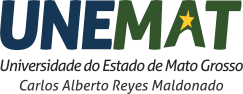 UNEMAT
Universidade do Estado de Mato Grosso
Carlos Alberto Reyes Maldonado